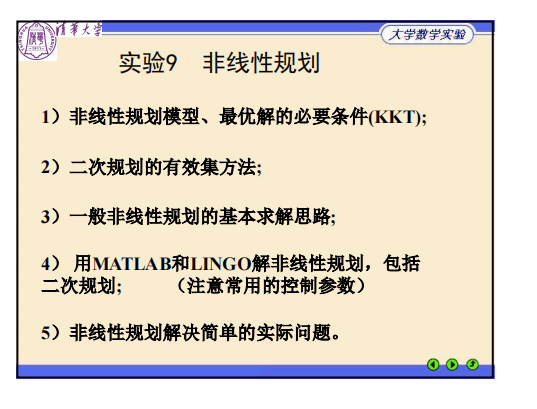 清華大学
大学数学实验
实验9 非线性规划
1）非线性规划模型、最优解的必要条件(KKT);
2）二次规划的有效集方法;
3）一般非线性规划的基本求解思路;
4） 用MATLAB和LINGO解非线性规划，包括
二次规划; （注意常用的控制参数）
5）非线性规划解决简单的实际问题。